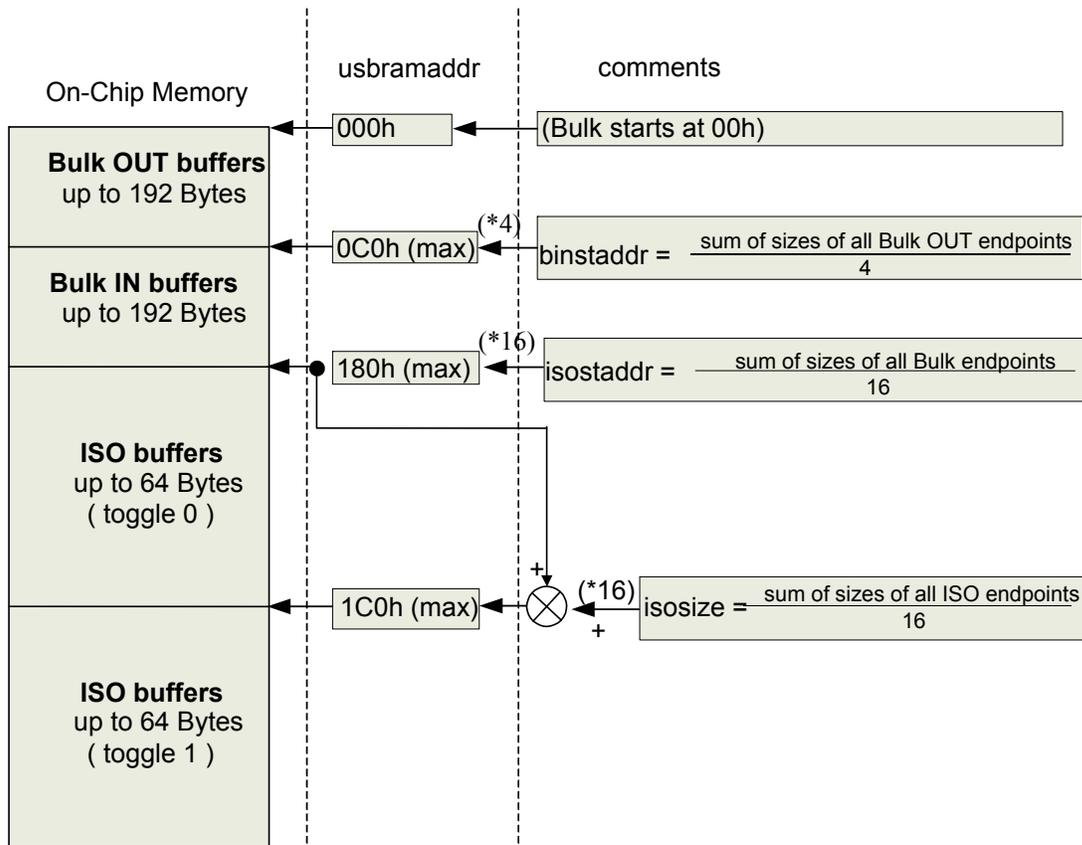 usbramaddr
comments
On-Chip Memory
000h
(Bulk starts at 00h)
Bulk OUT buffers
up to 192 Bytes
(*4)
0C0h (max)
binstaddr =
sum of sizes of all Bulk OUT endpoints
4
Bulk IN buffers
up to 192 Bytes
(*16)
180h (max)
isostaddr =
sum of sizes of all Bulk endpoints
16
ISO buffers
up to 64 Bytes
( toggle 0 )
+
(*16)
1C0h (max)
+
isosize =
sum of sizes of all ISO endpoints
16
ISO buffers
up to 64 Bytes
( toggle 1 )